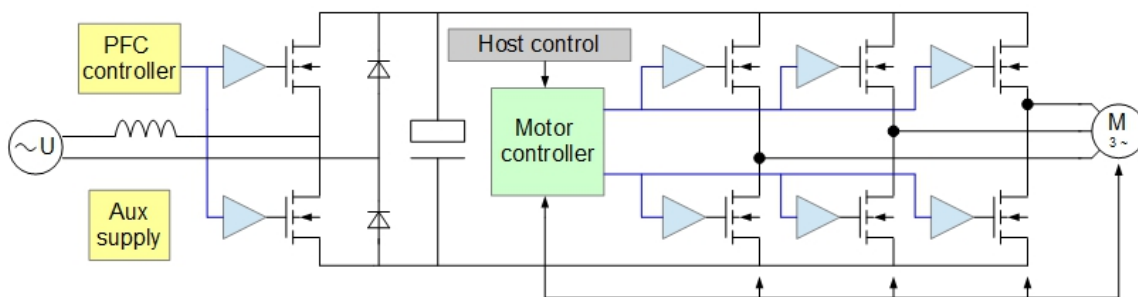 PFC
controller
Host control
Motor
controller
~ U
M
3 ~
Aux
supply